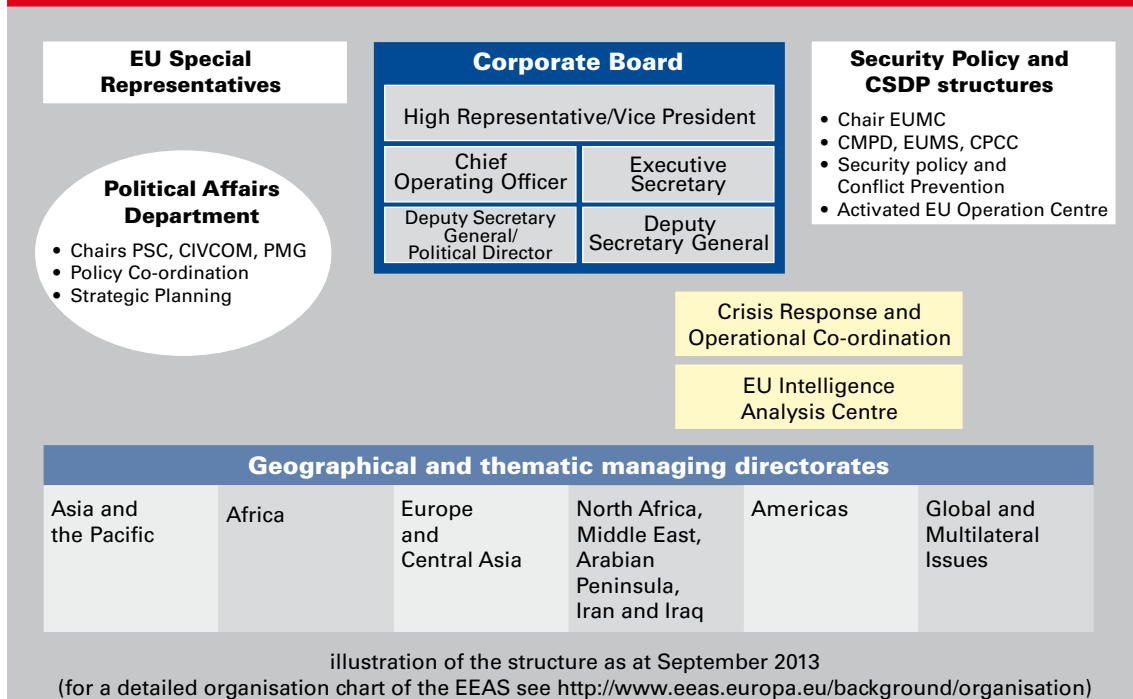 EU Special
Representatives
Corporate Board
High Representative/Vice President
Chief
Operating Officer
Executive
Secretary
Deputy Secretary
General/
Political Director
Deputy
Secretary General
Security Policy and
CSDP structures
• Chair EUMC
• CMPD, EUMS, CPCC
• Security policy and
Conflict Prevention
• Activated EU Operation Centre
Political Affairs
Department
• Chairs PSC, CIVCOM, PMG
• Policy Co-ordination
• Strategic Planning
Crisis Response and
Operational Co-ordination
EU Intelligence
Analysis Centre
Geographical and thematic managing directorates
Asia and
the Pacific
Africa
Europe
and
Central Asia
North Africa,
Middle East,
Arabian
Peninsula,
Iran and Iraq
Americas
Global and
Multilateral
Issues
illustration of the structure as at September 2013
(for a detailed organisation chart of the EEAS see http://www.eeas.europa.eu/background/organisation)